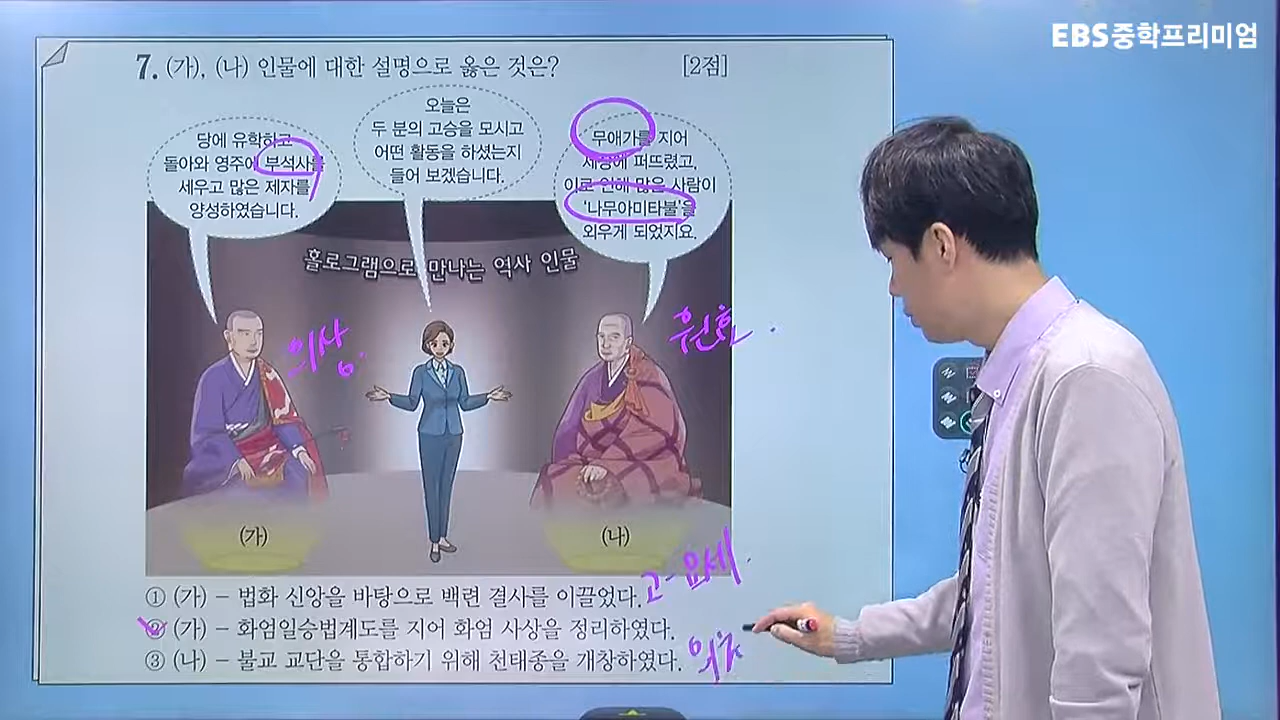 EBS중학프리미엄
7. (가), (나) 인물에 대한 설명으로 옳은 것은? [2점]
당에 유학하고
돌아와 영주에 부석사를
세우고 많은 제자를
양성하였습니다.
오늘은
두 분의 고승을 모시고
어떤 활동을 하셨는지
들어 보겠습니다.
무애가를 지어
세상에 퍼뜨렸고,
이로 인해 많은 사람이
'나무아미타불'을
외우게 되었지요.
홀로그램으로 만나는 역사 인물
의상.
원효.
(가)
(나)
① (가) – 법화 신앙을 바탕으로 백련 결사를 이끌었다. 고- 요세.
② (가) – 화엄일승법계도를 지어 화엄 사상을 정리하였다.
③ (나) – 불교 교단을 통합하기 위해 천태종을 개창하였다.